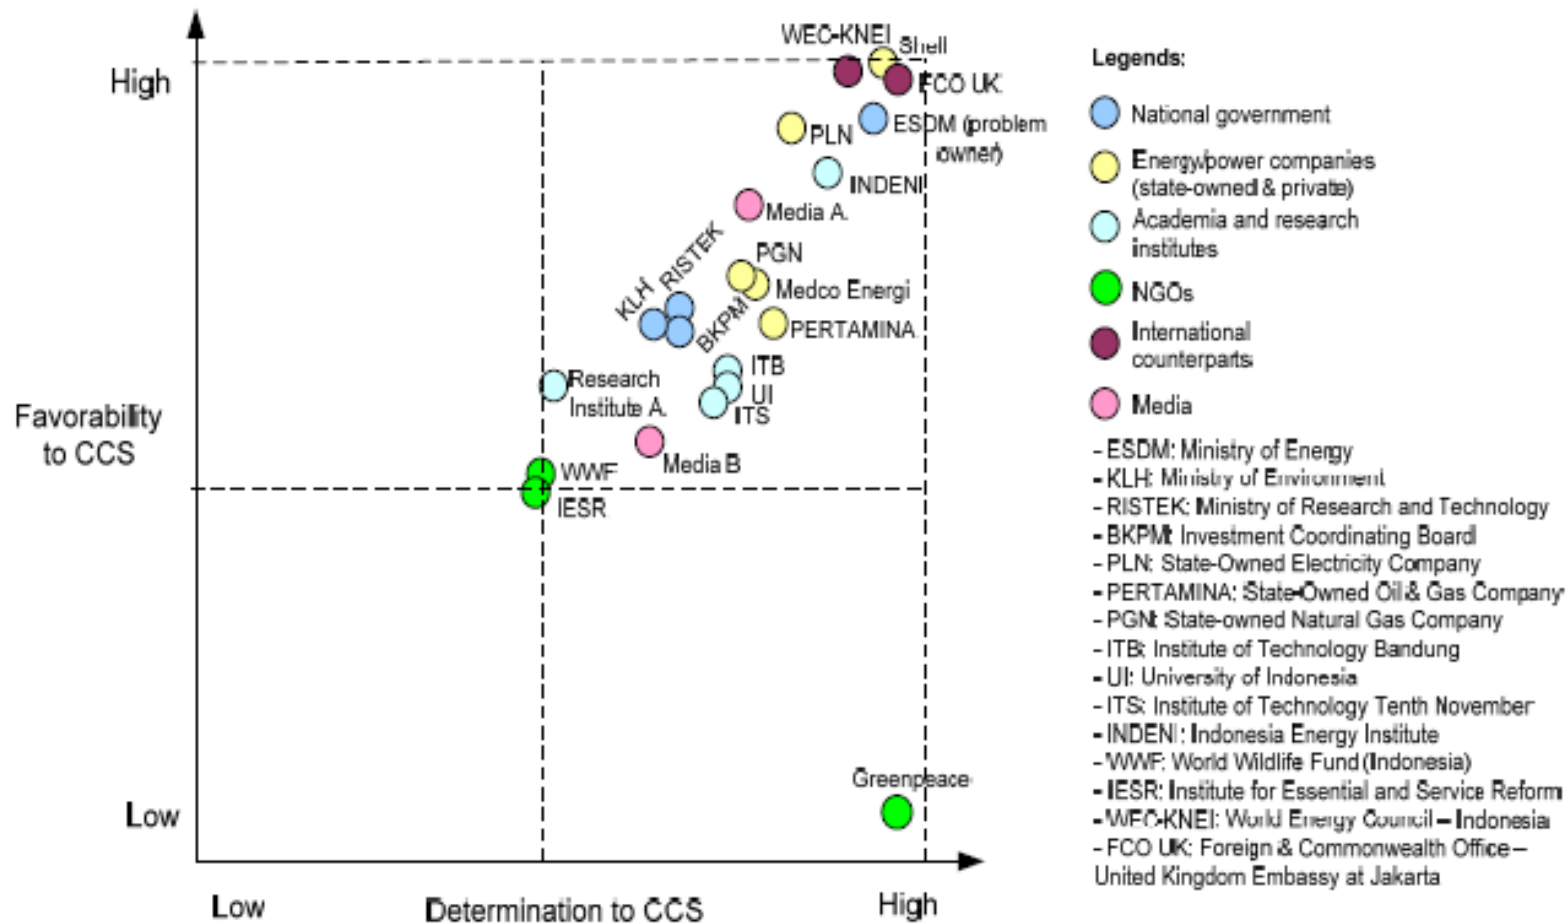 WEC-KNEI
Shell
High
FCO UK.
PLN
ESDM (problem
owner)
INDENI
Media A.
RISTEK
PGN
KLH
Medco Energi
BKPM
PERTAMINA
ITB
Research
Institute A.
UI
ITS
Favorability
to CCS
Media B
WWF
IESR
Greepeace
Low
Low
Determination to CCS
High
Legends:
National government
Energy/power companies
(state-owned & private)
Academia and research
institutes
NGOs
International
counterparts
Media
- ESDM: Ministry of Energy
- KLH: Ministry of Environment
- RISTEK: Ministry of Research and Technology
- BKPM: Investment Coordinating Board
- PLN: State-Owned Electricity Company
- PERTAMINA: State-Owned Oil & Gas Company
- PGN: State-owned Natural Gas Company
- ITB: Institute of Technology Bandung
- UI: University of Indonesia
- ITS: Institute of Technology Tenth November
- INDENI: Indonesia Energy Institute
- WWF: World Wildlife Fund (Indonesia)
- IESR: Institute for Essential and Service Reform
- WEC-KNEI: World Energy Council – Indonesia
- FCO UK: Foreign & Commonwealth Office –
United Kingdom Embassy at Jakarta